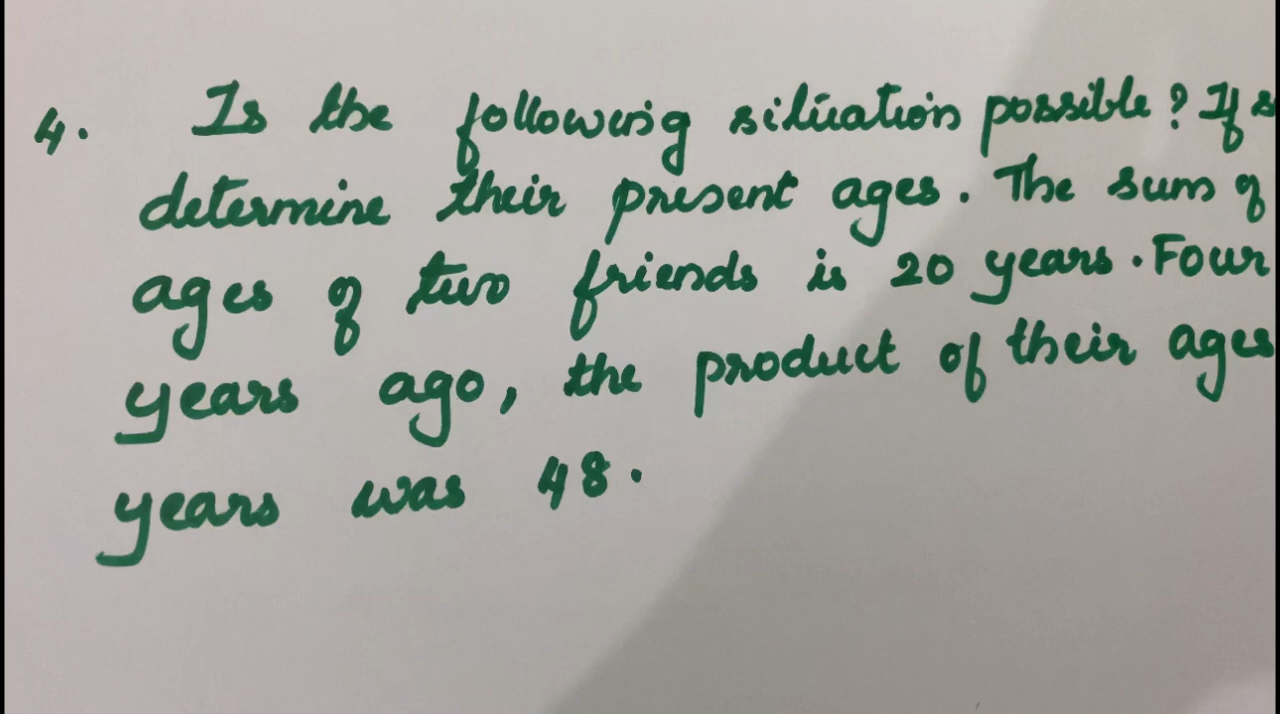 4. Is the following situation possible? If s
determine their present ages. The sum of
ages of two friends is 20 years. Four
years ago, the product of their ages
years was 48.